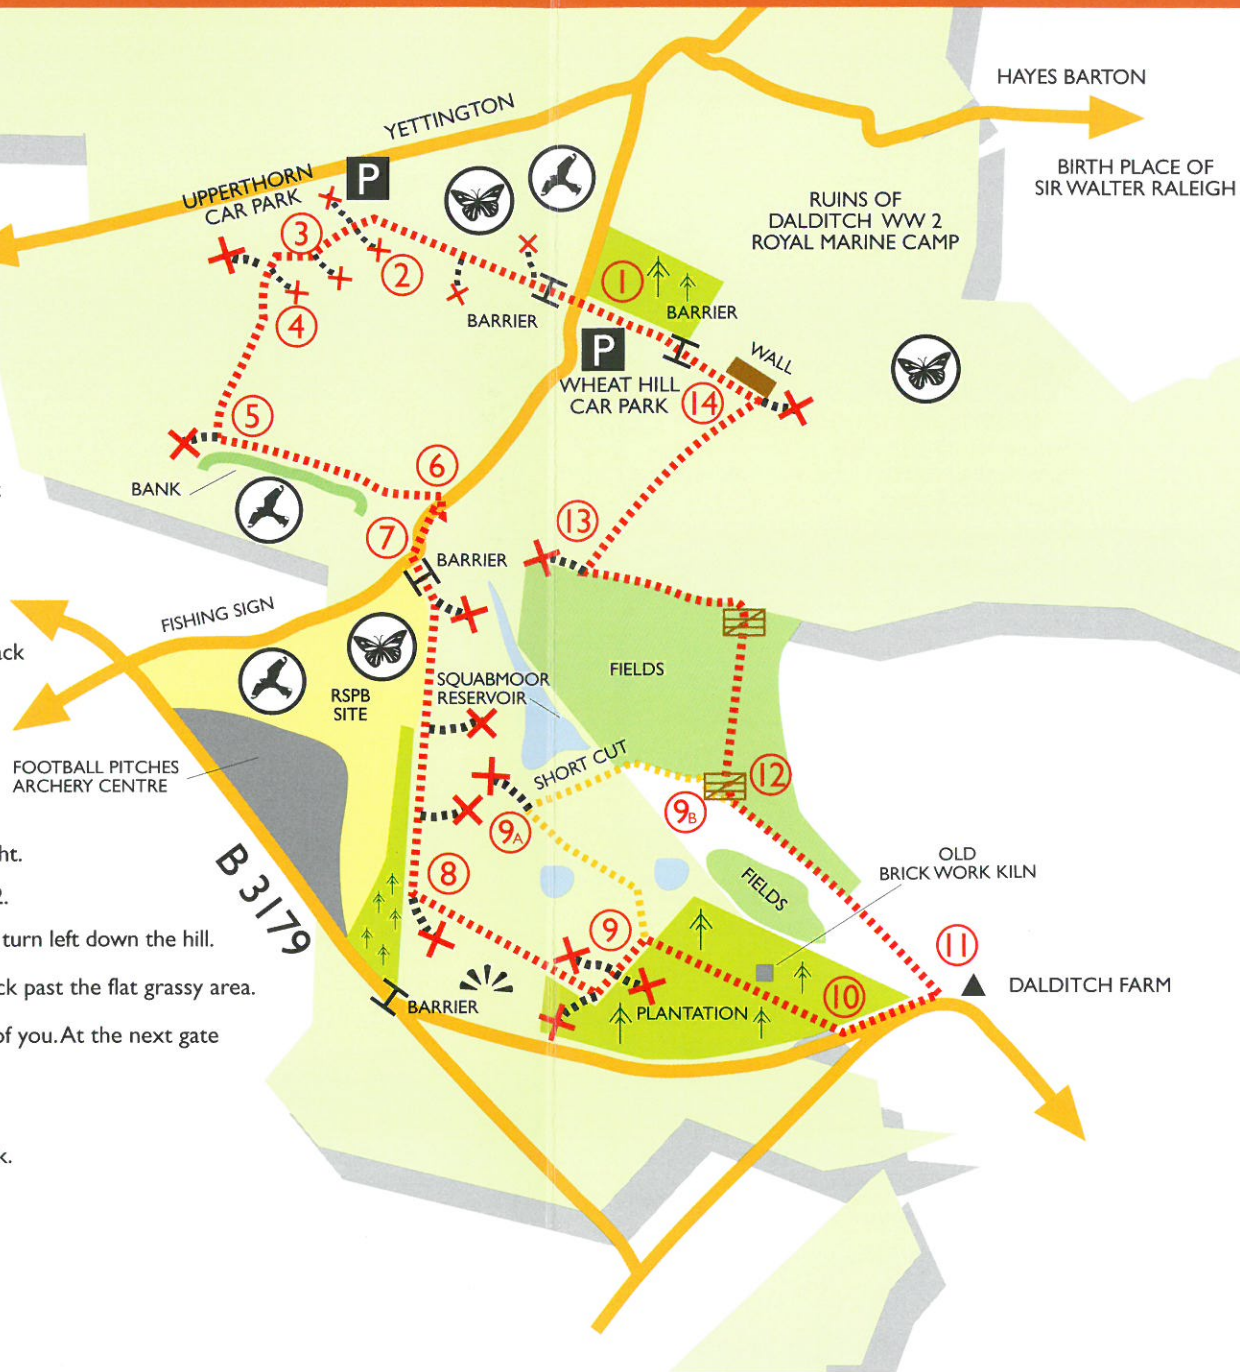 HAYES BARTON
YETTINGTON
BIRTH PLACE OF
SIR WALTER RALEIGH
UPPERTHORN
CAR PARK
P
RUINS OF
DALDITCH WW 2
ROYAL MARINE CAMP
3
2
1
BARRIER
BARRIER
4
P
WALL
WHEAT HILL
CAR PARK
14
5
6
BANK
13
7
BARRIER
FISHING SIGN
ack
FIELDS
SQUABMOOR
RESERVOIR
RSPB
SITE
SHORT CUT
FOOTBALL PITCHES
ARCHERY CENTRE
12
9B
9A
ht.
B 3179
8
OLD
BRICK WORK KILN
FIELDS
2.
turn left down the hill.
9
11
ck past the flat grassy area.
10
DALDITCH FARM
BARRIER
PLANTATION
of you. At the next gate
k.